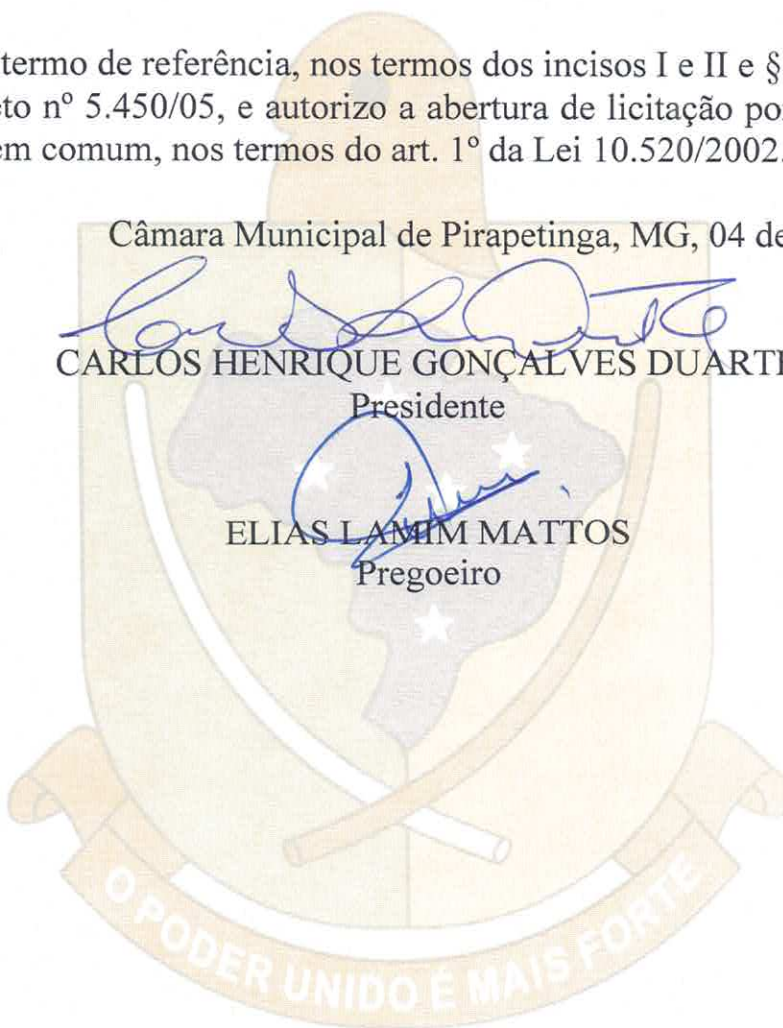 termo de referência, nos termos dos incisos I e II e §
to nº 5.450/05, e autorizo a abertura de licitação po
em comum, nos termos do art. 1º da Lei 10.520/2002.
Câmara Municipal de Pirapetinga, MG, 04 de
CARLOS HENRIQUE GONÇALVES DUARTE
Presidente
ELIAS LAMIM MATTOS
Pregoeiro
O PODER UNIDO É MAIS FORTE